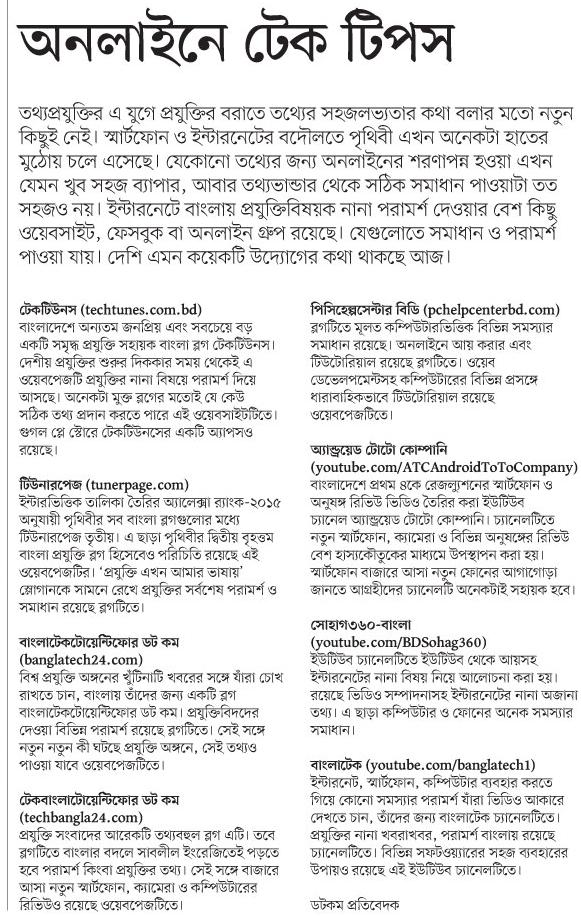 অনলাইনে টেক টিপস
তথ্যপ্রযুক্তির এ যুগে প্রযুক্তির বরাতে তথ্যের সহজলভ্যতার কথা বলার মতো নতুন
কিছুই নেই। স্মার্টফোন ও ইন্টারনেটের বদৌলতে পৃথিবী এখন অনেকটা হাতের
মুঠোয় চলে এসেছে। যেকোনো তথ্যের জন্য অনলাইনের শরণাপন্ন হওয়া এখন
যেমন খুব সহজ ব্যাপার, আবার তথ্যভান্ডার থেকে সঠিক সমাধান পাওয়াটা তত
সহজও নয়। ইন্টারনেটে বাংলায় প্রযুক্তিবিষয়ক নানা পরামর্শ দেওয়ার বেশ কিছু
ওয়েবসাইট, ফেসবুক বা অনলাইন গ্রুপ রয়েছে। যেগুলোতে সমাধান ও পরামর্শ
পাওয়া যায়। দেশি এমন কয়েকটি উদ্যোগের কথা থাকছে আজ।
টেকটিউনস (techtunes.com.bd)
বাংলাদেশে অন্যতম জনপ্রিয় এবং সবচেয়ে বড়
একটি সমৃদ্ধ প্রযুক্তি সহায়ক বাংলা ব্লগ টেকটিউনস।
দেশীয় প্রযুক্তির শুরুর দিককার সময় থেকেই এ
ওয়েবপেজটি প্রযুক্তির নানা বিষয়ে পরামর্শ দিয়ে
আসছে। অনেকটা মুক্ত ব্লগের মতোই যে কেউ
সঠিক তথ্য প্রদান করতে পারে এই ওয়েবসাইটটিতে।
গুগল প্লে স্টোরে টেকটিউনসের একটি অ্যাপসও
রয়েছে।
টিউনারপেজ (tunerpage.com)
ইন্টারভিত্তিক তালিকা তৈরির অ্যালেক্সা র‍্যাংক-২০১৫
অনুযায়ী পৃথিবীর সব বাংলা ব্লগগুলোর মধ্যে
টিউনারপেজ তৃতীয়। এ ছাড়া পৃথিবীর দ্বিতীয় বৃহত্তম
বাংলা প্রযুক্তি ব্লগ হিসেবেও পরিচিতি রয়েছে এই
ওয়েবপেজটির। ‘প্রযুক্তি এখন আমার ভাষায়’
স্লোগানকে সামনে রেখে প্রযুক্তির সর্বশেষ পরামর্শ ও
সমাধান রয়েছে ব্লগটিতে।
বাংলাটেকটোয়েন্টিফোর ডট কম
(banglatech24.com)
বিশ্ব প্রযুক্তি অঙ্গনের খুঁটিনাটি খবরের সঙ্গে যাঁরা চোখ
রাখতে চান, বাংলায় তাঁদের জন্য একটি ব্লগ
বাংলাটেকটোয়েন্টিফোর ডট কম। প্রযুক্তিবিদদের
দেওয়া বিভিন্ন পরামর্শ রয়েছে ব্লগটিতে। সেই সঙ্গে
নতুন নতুন কী ঘটছে প্রযুক্তি অঙ্গনে, সেই তথ্যও
পাওয়া যাবে ওয়েবপেজটিতে।
টেকবাংলাটোয়েন্টিফোর ডট কম
(techbangla24.com)
প্রযুক্তি সংবাদের আরেকটি তথ্যবহুল ব্লগ এটি। তবে
ব্লগটিতে বাংলার বদলে সাবলীল ইংরেজিতেই পড়তে
হবে পরামর্শ কিংবা প্রযুক্তির তথ্য। সেই সঙ্গে বাজারে
আসা নতুন স্মার্টফোন, ক্যামেরা ও কম্পিউটারের
রিভিউও রয়েছে ওয়েবপেজটিতে।
পিসিহেল্পসেন্টার বিডি (pchelpcenterbd.com)
ব্লগটিতে মূলত কম্পিউটারভিত্তিক বিভিন্ন সমস্যার
সমাধান রয়েছে। অনলাইনে আয় করার এবং
টিউটোরিয়াল রয়েছে ব্লগটিতে। ওয়েব
ডেভেলপমেন্টসহ কম্পিউটারের বিভিন্ন প্রসঙ্গে
ধারাবাহিকভাবে টিউটোরিয়াল রয়েছে
ওয়েবপেজটিতে।
অ্যান্ড্রয়েড টোটো কোম্পানি
(youtube.com/ATCAndroidToToCompany)
বাংলাদেশে প্রথম ৪কে রেজল্যুশনের স্মার্টফোন ও
অনুষঙ্গ রিভিউ ভিডিও তৈরির করা ইউটিউব
চ্যানেল অ্যান্ড্রয়েড টোটো কোম্পানি। চ্যানেলটিতে
নতুন স্মার্টফোন, ক্যামেরা ও বিভিন্ন অনুষঙ্গের রিভিউ
বেশ হাস্যকৌতুকের মাধ্যমে উপস্থাপন করা হয়।
স্মার্টফোন বাজারে আসা নতুন ফোনের আগাগোড়া
জানতে আগ্রহীদের চ্যানেলটি অনেকটাই সহায়ক হবে।
সোহাগ৩৬০-বাংলা
(youtube.com/BDSohag360)
ইউটিউব চ্যানেলটিতে ইউটিউব থেকে আয়সহ
ইন্টারনেটের নানা বিষয় নিয়ে আলোচনা করা হয়।
রয়েছে ভিডিও সম্পাদনাসহ ইন্টারনেটের নানা অজানা
তথ্য। এ ছাড়া কম্পিউটার ও ফোনের অনেক সমস্যার
সমাধান।
বাংলাটেক (youtube.com/banglatech1)
ইন্টারনেট, স্মার্টফোন, কম্পিউটার ব্যবহার করতে
গিয়ে কোনো সমস্যার পরামর্শ যাঁরা ভিডিও আকারে
দেখতে চান, তাঁদের জন্য বাংলাটেক চ্যানেলটিতে।
প্রযুক্তির নানা খবরাখবর, পরামর্শ বাংলায় রয়েছে
চ্যানেলটিতে। বিভিন্ন সফটওয়্যারের সহজ ব্যবহারের
উপায়ও রয়েছে এই ইউটিউব চ্যানেলটিতে।
ডটকম প্রতিবেদক